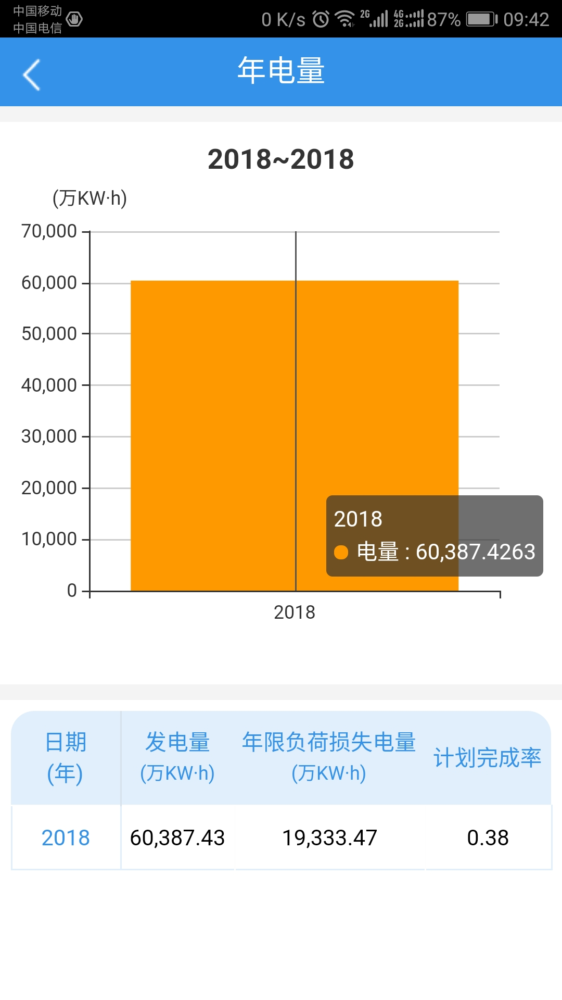 中国移动
中国电信
0 K/s 2G 4G 2G 87% 09:42
年电量
2018~2018
(万KW·h)
70,000
60,000
50,000
40,000
30,000
20,000
10,000
0
2018
2018
电量 : 60,387.4263
日期 发电量 年限负荷损失电量 计划完成率
(年) (万KW·h) (万KW·h)
2018 60,387.43 19,333.47 0.38